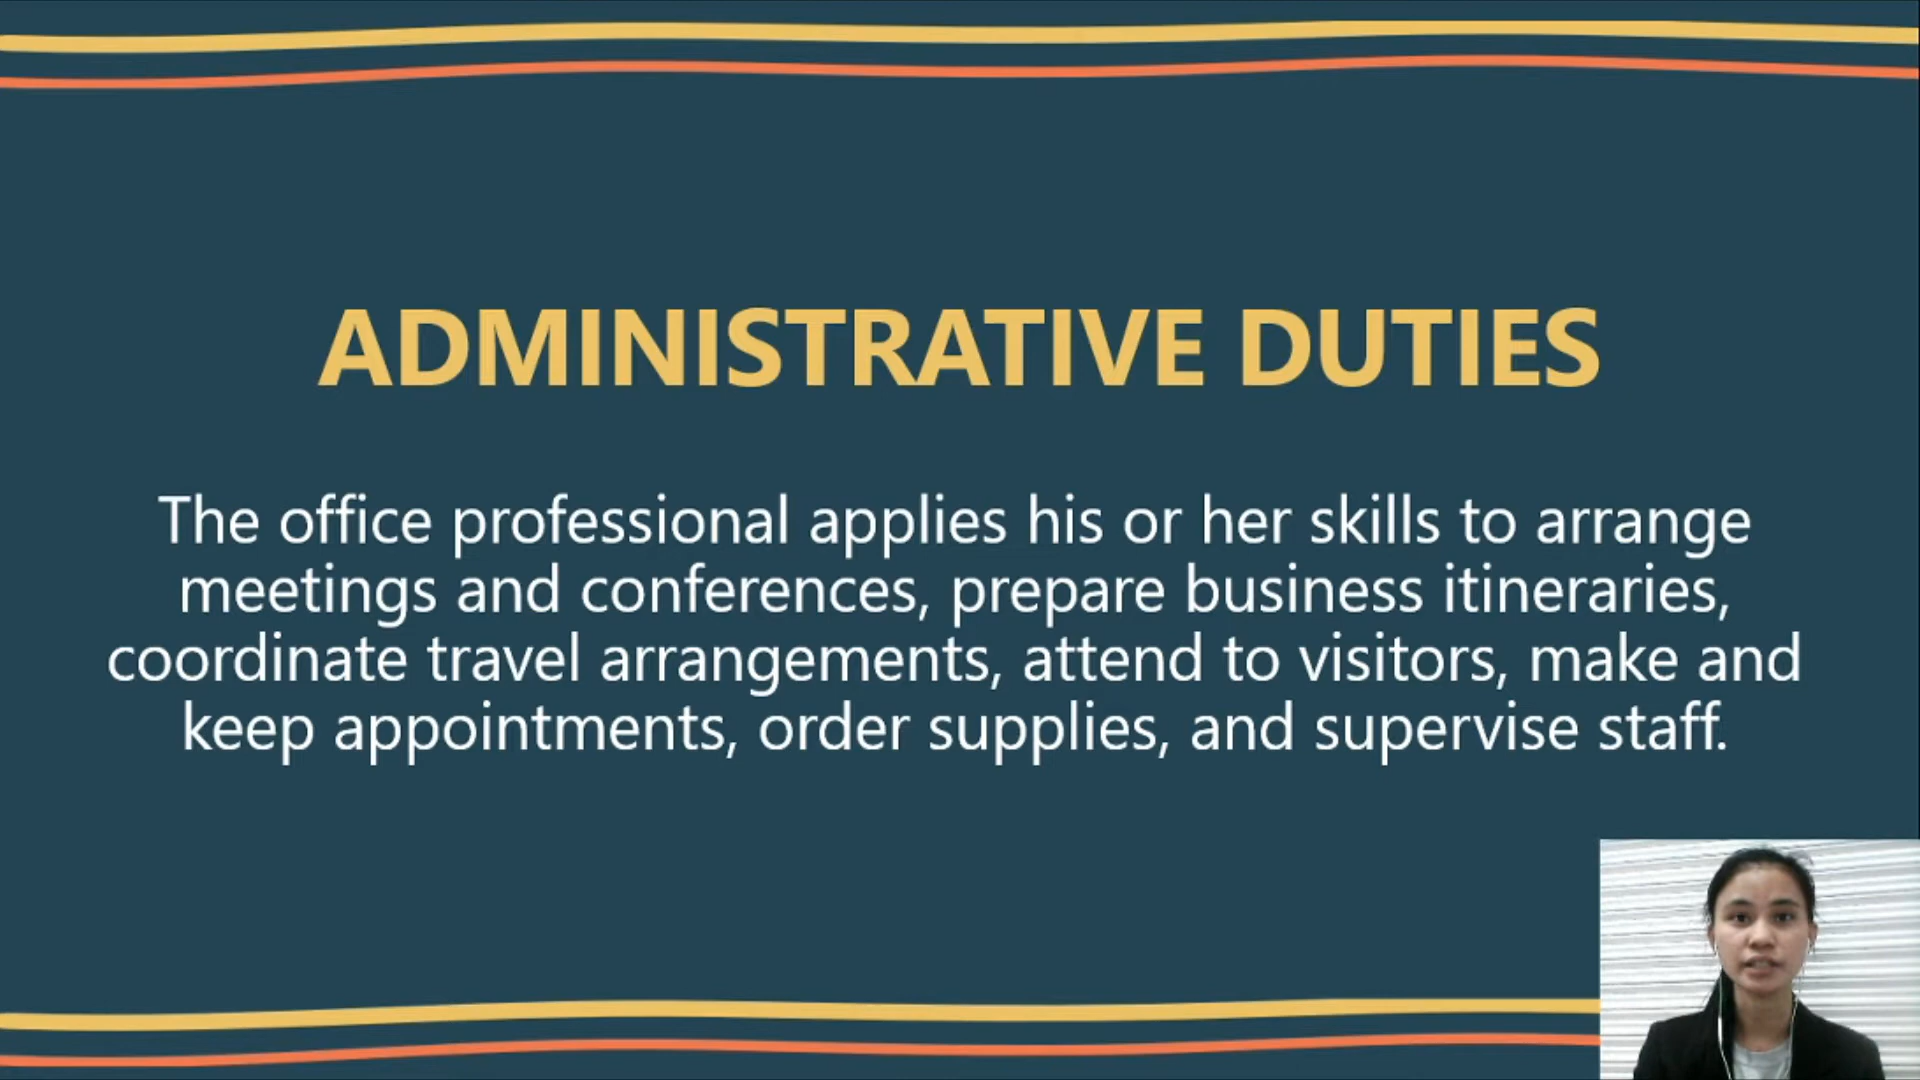 ADMINISTRATIVE DUTIES
The office professional applies his or her skills to arrange
meetings and conferences, prepare business itineraries,
coordinate travel arrangements, attend to visitors, make and
keep appointments, order supplies, and supervise staff.